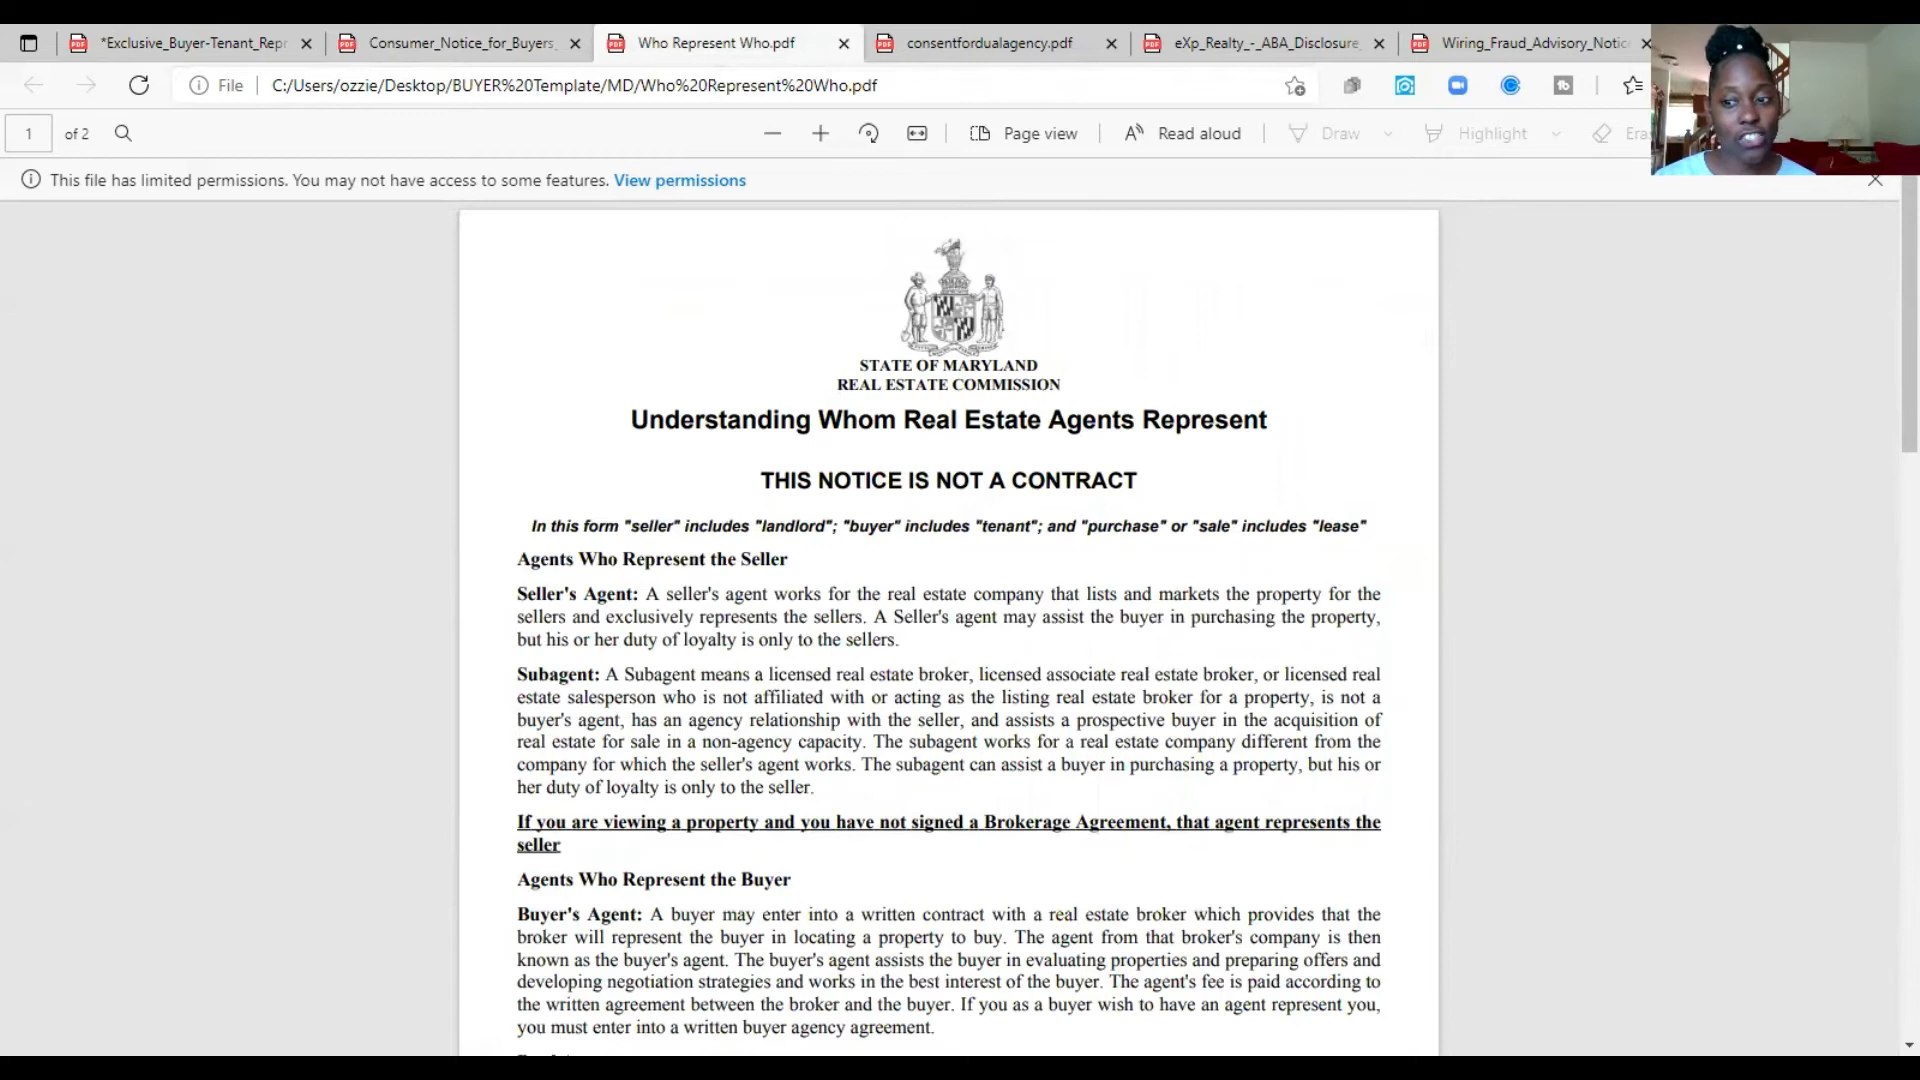 *Exclusive_Buyer-Tenant_Repr
Consumer_Notice_for_Buyers_
Who Represent Who.pdf
consentfordualagency.pdf
eXp_Realty_-_ABA_Disclosure_
Wiring_Fraud_Advisory_Notic
File
C:/Users/ozzie/Desktop/BUYER%20Template/MD/Who%20Represent%20Who.pdf
1 of 2
Page view
Read aloud
Draw
Highlight
Eras
This file has limited permissions. You may not have access to some features. View permissions
STATE OF MARYLAND
REAL ESTATE COMMISSION
Understanding Whom Real Estate Agents Represent
THIS NOTICE IS NOT A CONTRACT
In this form "seller" includes "landlord"; "buyer" includes "tenant"; and "purchase" or "sale" includes "lease"
Agents Who Represent the Seller
Seller's Agent: A seller's agent works for the real estate company that lists and markets the property for the
sellers and exclusively represents the sellers. A Seller's agent may assist the buyer in purchasing the property,
but his or her duty of loyalty is only to the sellers.
Subagent: A Subagent means a licensed real estate broker, licensed associate real estate broker, or licensed real
estate salesperson who is not affiliated with or acting as the listing real estate broker for a property, is not a
buyer's agent, has an agency relationship with the seller, and assists a prospective buyer in the acquisition of
real estate for sale in a non-agency capacity. The subagent works for a real estate company different from the
company for which the seller's agent works. The subagent can assist a buyer in purchasing a property, but his or
her duty of loyalty is only to the seller.
If you are viewing a property and you have not signed a Brokerage Agreement, that agent represents the
seller
Agents Who Represent the Buyer
Buyer's Agent: A buyer may enter into a written contract with a real estate broker which provides that the
broker will represent the buyer in locating a property to buy. The agent from that broker's company is then
known as the buyer's agent. The buyer's agent assists the buyer in evaluating properties and preparing offers and
developing negotiation strategies and works in the best interest of the buyer. The agent's fee is paid according to
the written agreement between the broker and the buyer. If you as a buyer wish to have an agent represent you,
you must enter into a written buyer agency agreement.